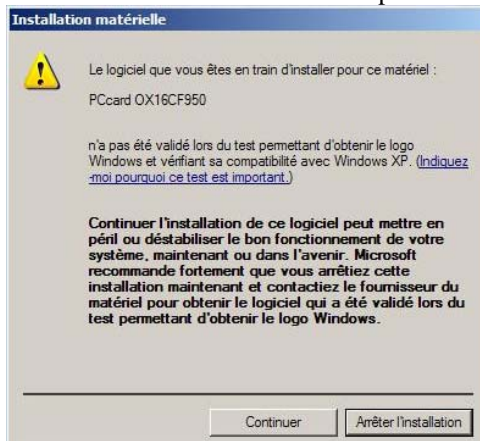 Installation matérielle
Le logiciel que vous êtes en train d'installer pour ce matériel :
PCcard OX16CF950
n'a pas été validé lors du test permettant d'obtenir le logo
Windows et vérifiant sa compatibilité avec Windows XP. (Indiquez
-moi pourquoi ce test est important.)
Continuer l'installation de ce logiciel peut mettre en
péril ou déstabiliser le bon fonctionnement de votre
système, maintenant ou dans l'avenir. Microsoft
recommande fortement que vous arrêtiez cette
installation maintenant et contactiez le fournisseur du
matériel pour obtenir le logiciel qui a été validé lors du
test permettant d'obtenir le logo Windows.
Continuer
Arrêter l'installation